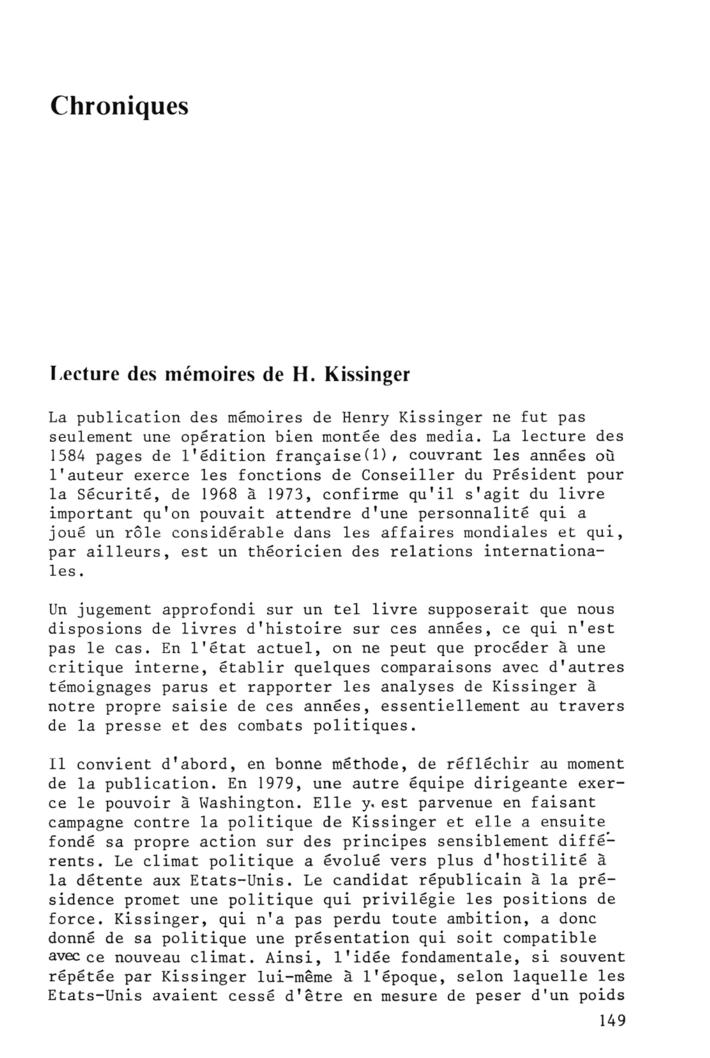 Chroniques
Lecture des mémoires de H. Kissinger
La publication des mémoires de Henry Kissinger ne fut pas
seulement une opération bien montée des media. La lecture des
1584 pages de l'édition française(1), couvrant les années où
l'auteur exerce les fonctions de Conseiller du Président pour
la Sécurité, de 1968 à 1973, confirme qu'il s'agit du livre
important qu'on pouvait attendre d'une personnalité qui a
joué un rôle considérable dans les affaires mondiales et qui,
par ailleurs, est un théoricien des relations internationa-
les.
Un jugement approfondi sur un tel livre supposerait que nous
disposions de livres d'histoire sur ces années, ce qui n'est
pas le cas. En l'état actuel, on ne peut que procéder à une
critique interne, établir quelques comparaisons avec d'autres
témoignages parus et rapporter les analyses de Kissinger à
notre propre saisie de ces années, essentiellement au travers
de la presse et des combats politiques.
Il convient d'abord, en bonne méthode, de réfléchir au moment
de la publication. En 1979, une autre équipe dirigeante exer-
ce le pouvoir à Washington. Elle y est parvenue en faisant
campagne contre la politique de Kissinger et elle a ensuite
fondé sa propre action sur des principes sensiblement diffé-
rents. Le climat politique a évolué vers plus d'hostilité à
la détente aux Etats-Unis. Le candidat républicain à la pré-
sidence promet une politique qui privilégie les positions de
force. Kissinger, qui n'a pas perdu toute ambition, a donc
donné de sa politique une présentation qui soit compatible
avec ce nouveau climat. Ainsi, l'idée fondamentale, si souvent
répétée par Kissinger lui-même à l'époque, selon laquelle les
Etats-Unis avaient cessé d'être en mesure de peser d'un poids
149